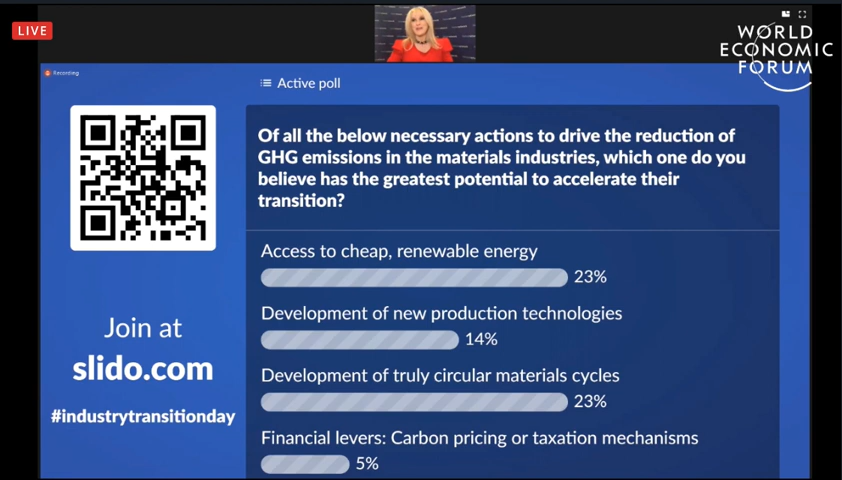 LIVE
WORLD
ECONOMIC
FORUM
Recording
Active poll
Of all the below necessary actions to drive the reduction of
GHG emissions in the materials industries, which one do you
believe has the greatest potential to accelerate their
transition?
Access to cheap, renewable energy
23%
Development of new production technologies
14%
Join at
slido.com
#industrytransitionday
Development of truly circular materials cycles
23%
Financial levers: Carbon pricing or taxation mechanisms
5%